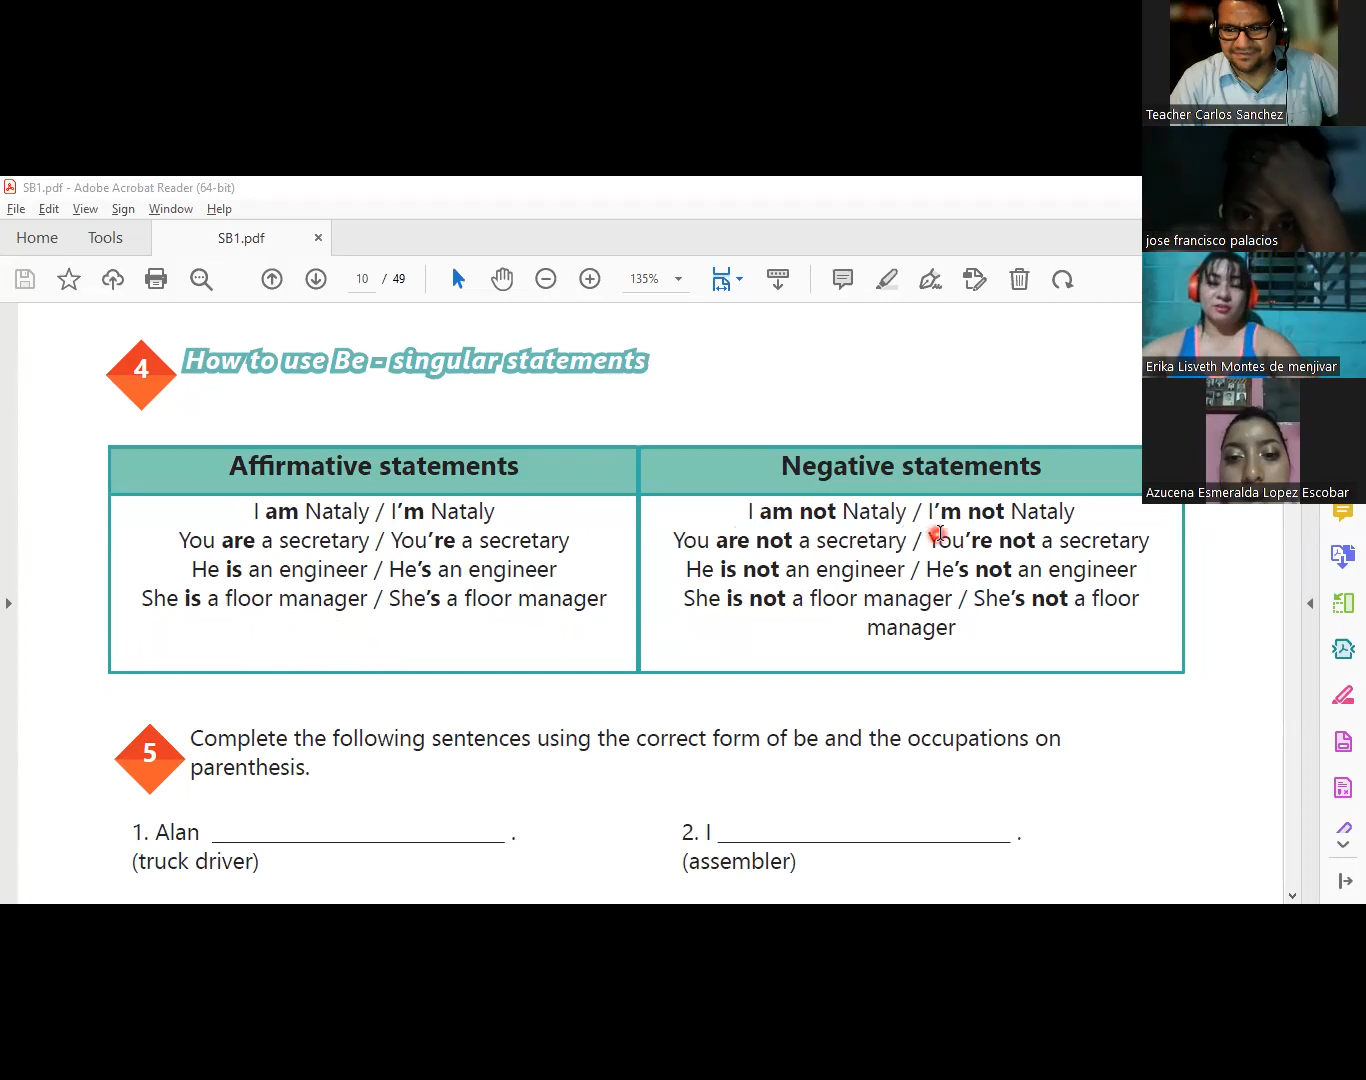 Teacher Carlos Sanchez
jose francisco palacios
Erika Lisveth Montes de menjivar
Azucena Esmeralda Lopez Escobar
SB1.pdf - Adobe Acrobat Reader (64-bit)
File Edit View Sign Window Help
Home Tools SB1.pdf ×
10 / 49 135%
4 How to use Be - singular statements
Affirmative statements Negative statements
I am Nataly / I'm Nataly I am not Nataly / I'm not Nataly
You are a secretary / You're a secretary You are not a secretary / You're not a secretary
He is an engineer / He's an engineer He is not an engineer / He's not an engineer
She is a floor manager / She's a floor manager She is not a floor manager / She's not a floor
manager
5 Complete the following sentences using the correct form of be and the occupations on
parenthesis.
1. Alan ______________________ . 2. I ______________________ .
(truck driver) (assembler)